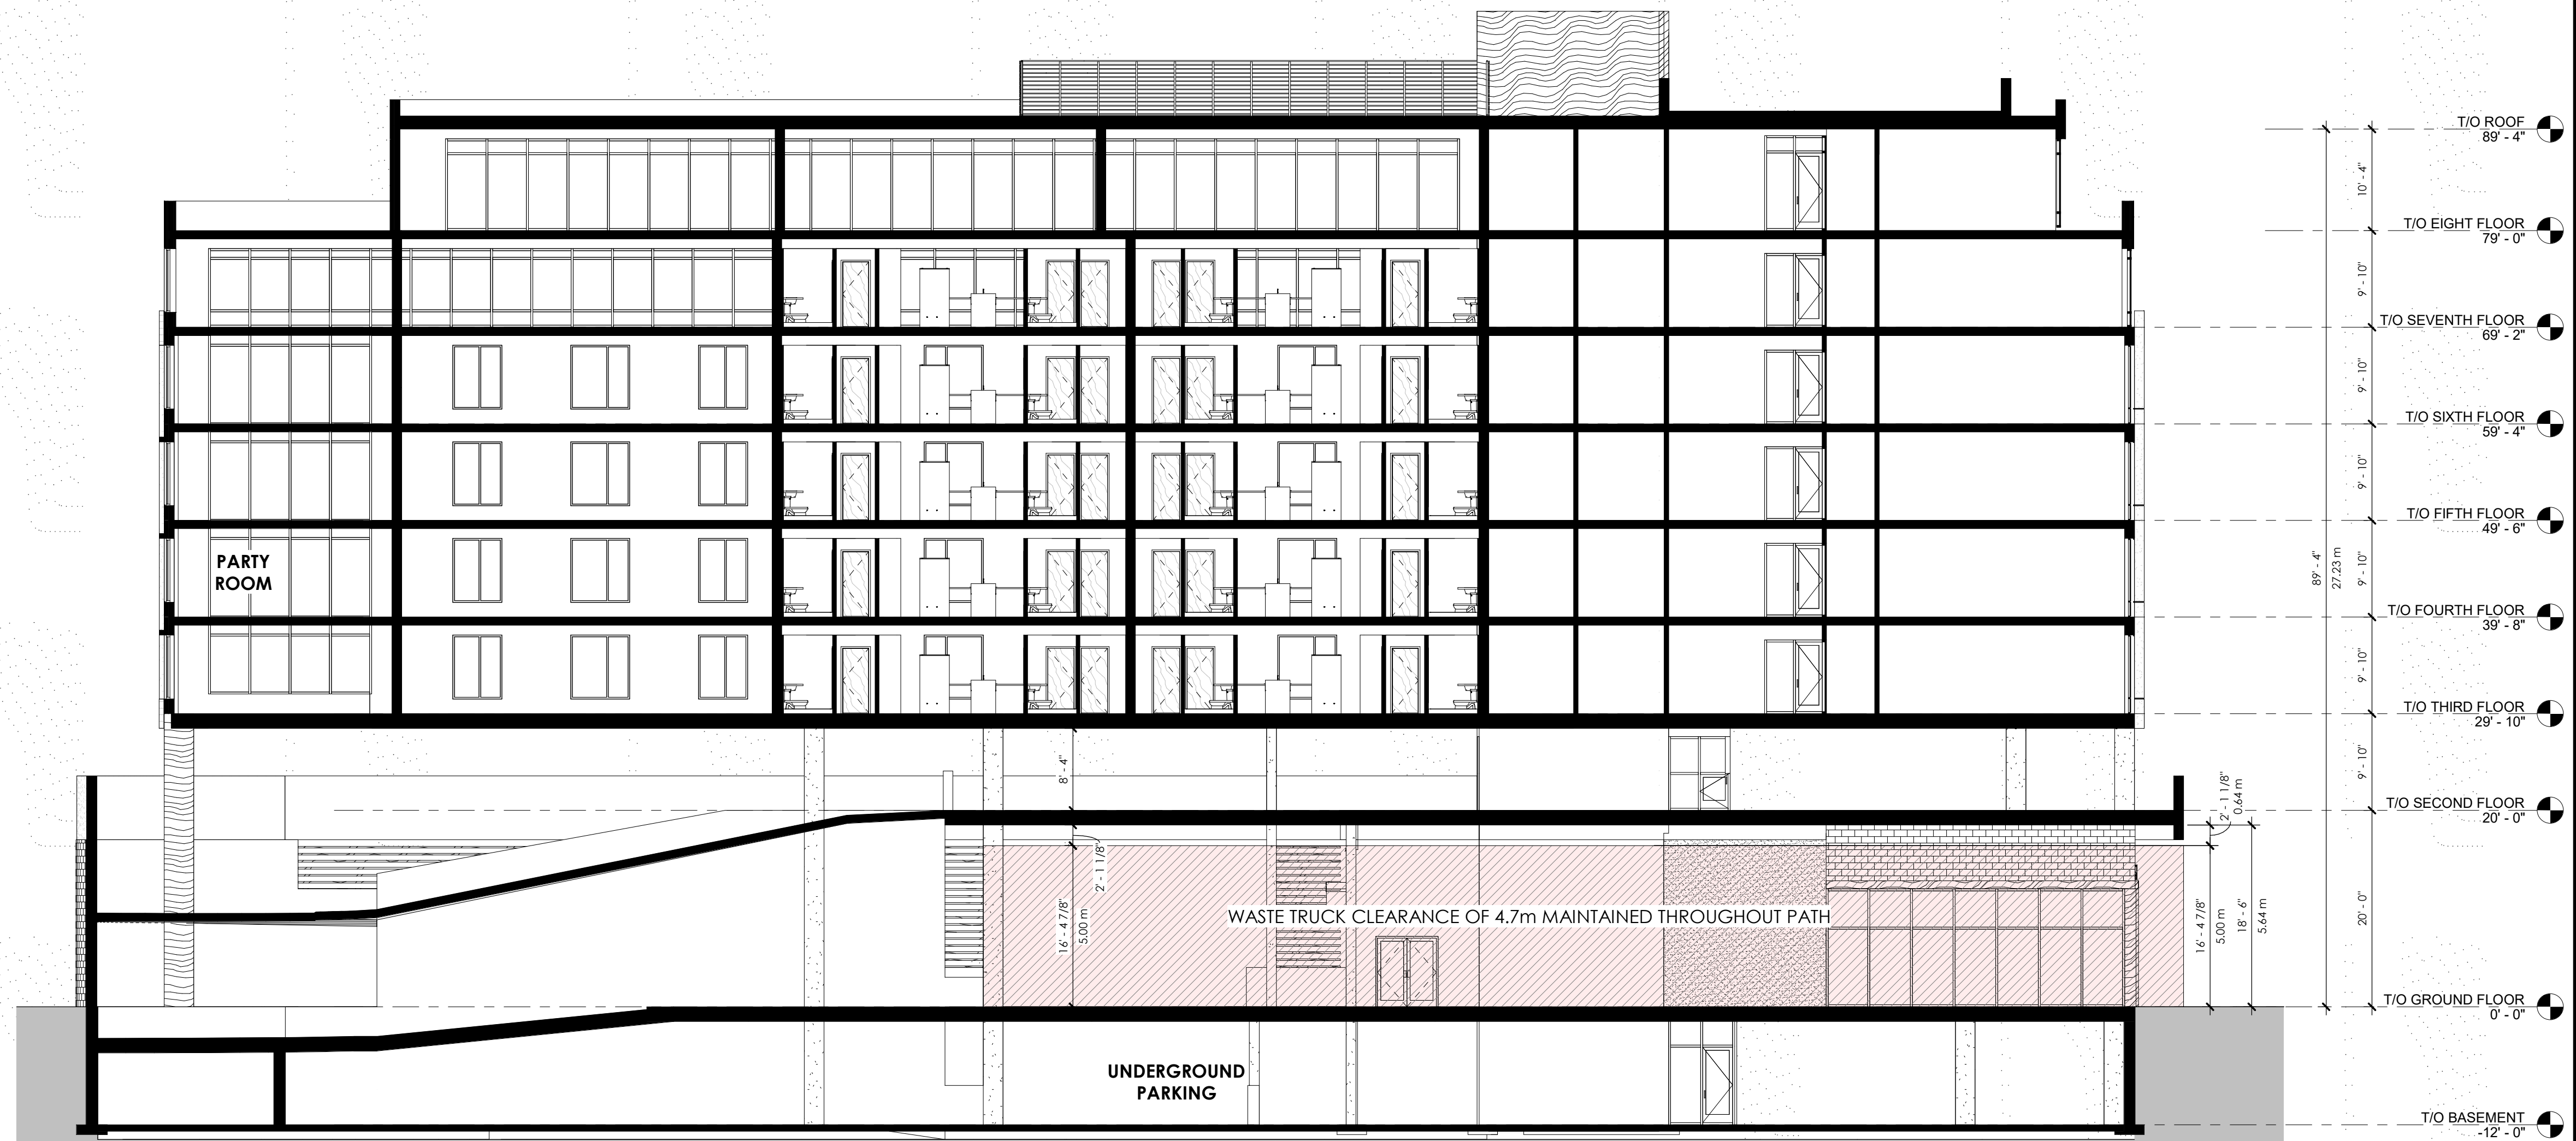 T/O ROOF
89' - 4"
10' - 4"
T/O EIGHT FLOOR
79' - 0"
9' - 10"
T/O SEVENTH FLOOR
69' - 2"
9' - 10"
T/O SIXTH FLOOR
59' - 4"
9' - 10"
T/O FIFTH FLOOR
49' - 6"
PARTY
ROOM
89' - 4"
27.23 m
9' - 10"
T/O FOURTH FLOOR
39' - 8"
9' - 10"
T/O THIRD FLOOR
29' - 10"
8' - 4"
9' - 10"
2' - 1 1/8"
0.64 m
T/O SECOND FLOOR
20' - 0"
2' - 1 1/8"
16' - 4 7/8"
5.00 m
WASTE TRUCK CLEARANCE OF 4.7m MAINTAINED THROUGHOUT PATH
16' - 4 7/8"
5.00 m
18' - 6"
5.64 m
20' - 0"
T/O GROUND FLOOR
0' - 0"
UNDERGROUND
PARKING
T/O BASEMENT
-12' - 0"